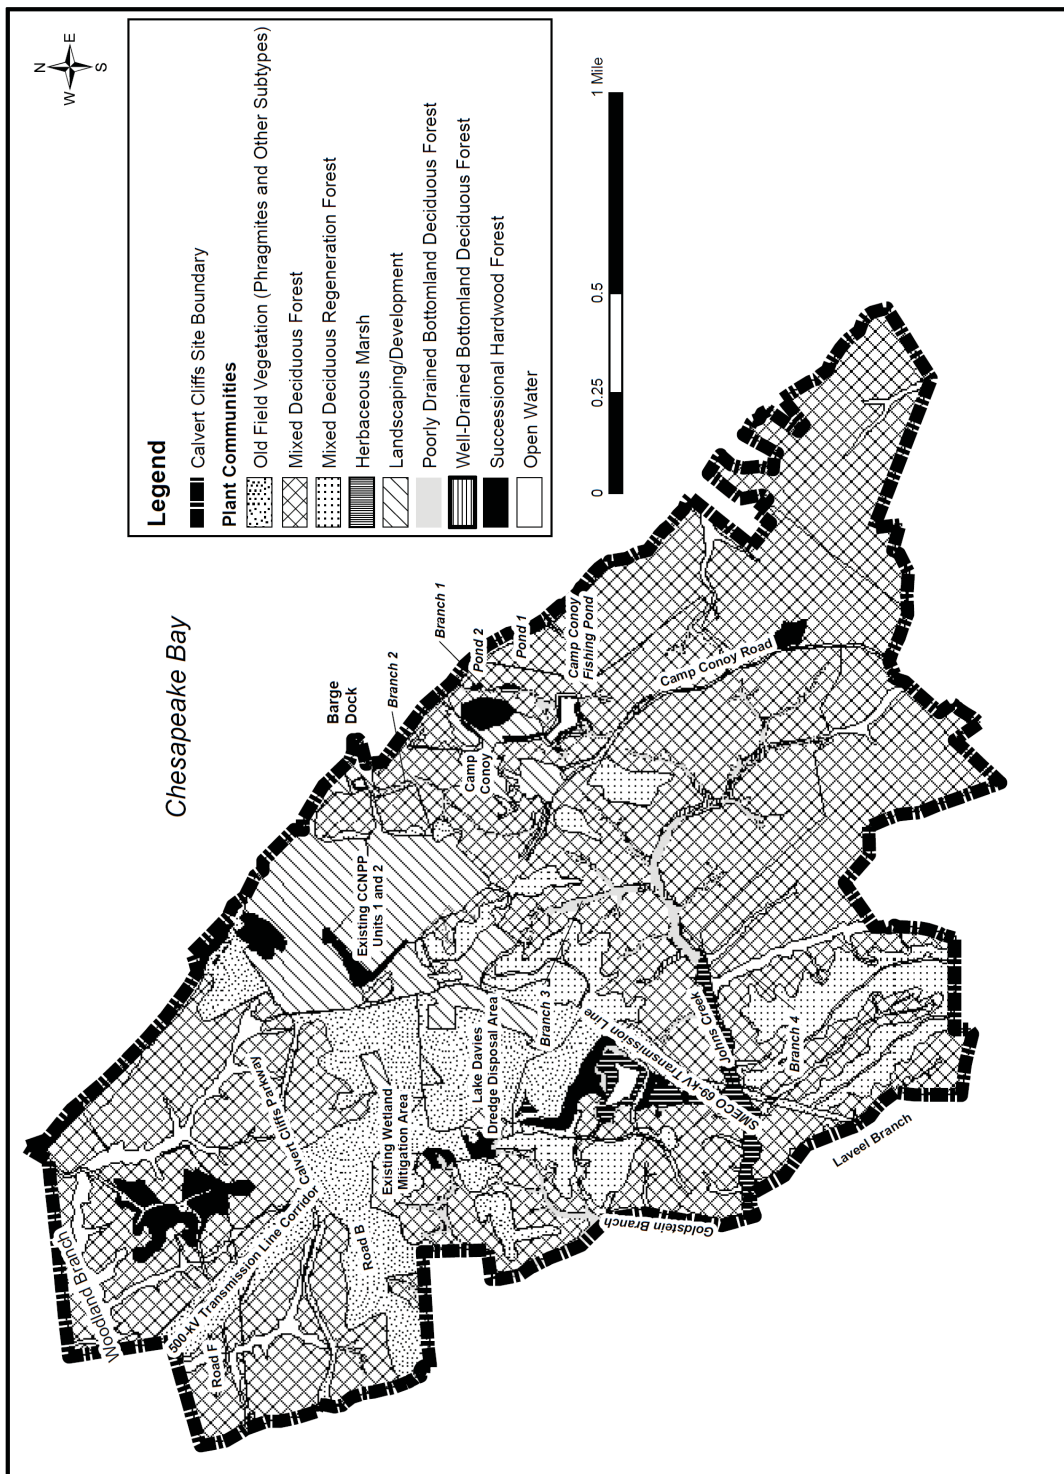 N
E
S
W
Legend
Calvert Cliffs Site Boundary
Plant Communities
Old Field Vegetation (Phragmites and Other Subtypes)
Mixed Deciduous Forest
Mixed Deciduous Regeneration Forest
Herbaceous Marsh
Landscaping/Development
Poorly Drained Bottomland Deciduous Forest
Well-Drained Bottomland Deciduous Forest
Successional Hardwood Forest
Open Water
0
0.25
0.5
1 Mile
Chesapeake Bay
Barge
Dock
Branch 2
Branch 1
Pond 2
Pond 1
Camp Conoy
Fishing Pond
Camp
Conoy
Camp Conoy Road
Existing CCNPP
Units 1 and 2
Calvert Cliffs Parkway
Woodland Branch
500-kV Transmission Line Corridor
Road F
Road B
Existing Wetland
Mitigation Area
Lake Davies
Dredge Disposal Area
Branch 3
SMECO 69-kV Transmission Line
Johns Creek
Branch 4
Goldstein Branch
Laveel Branch